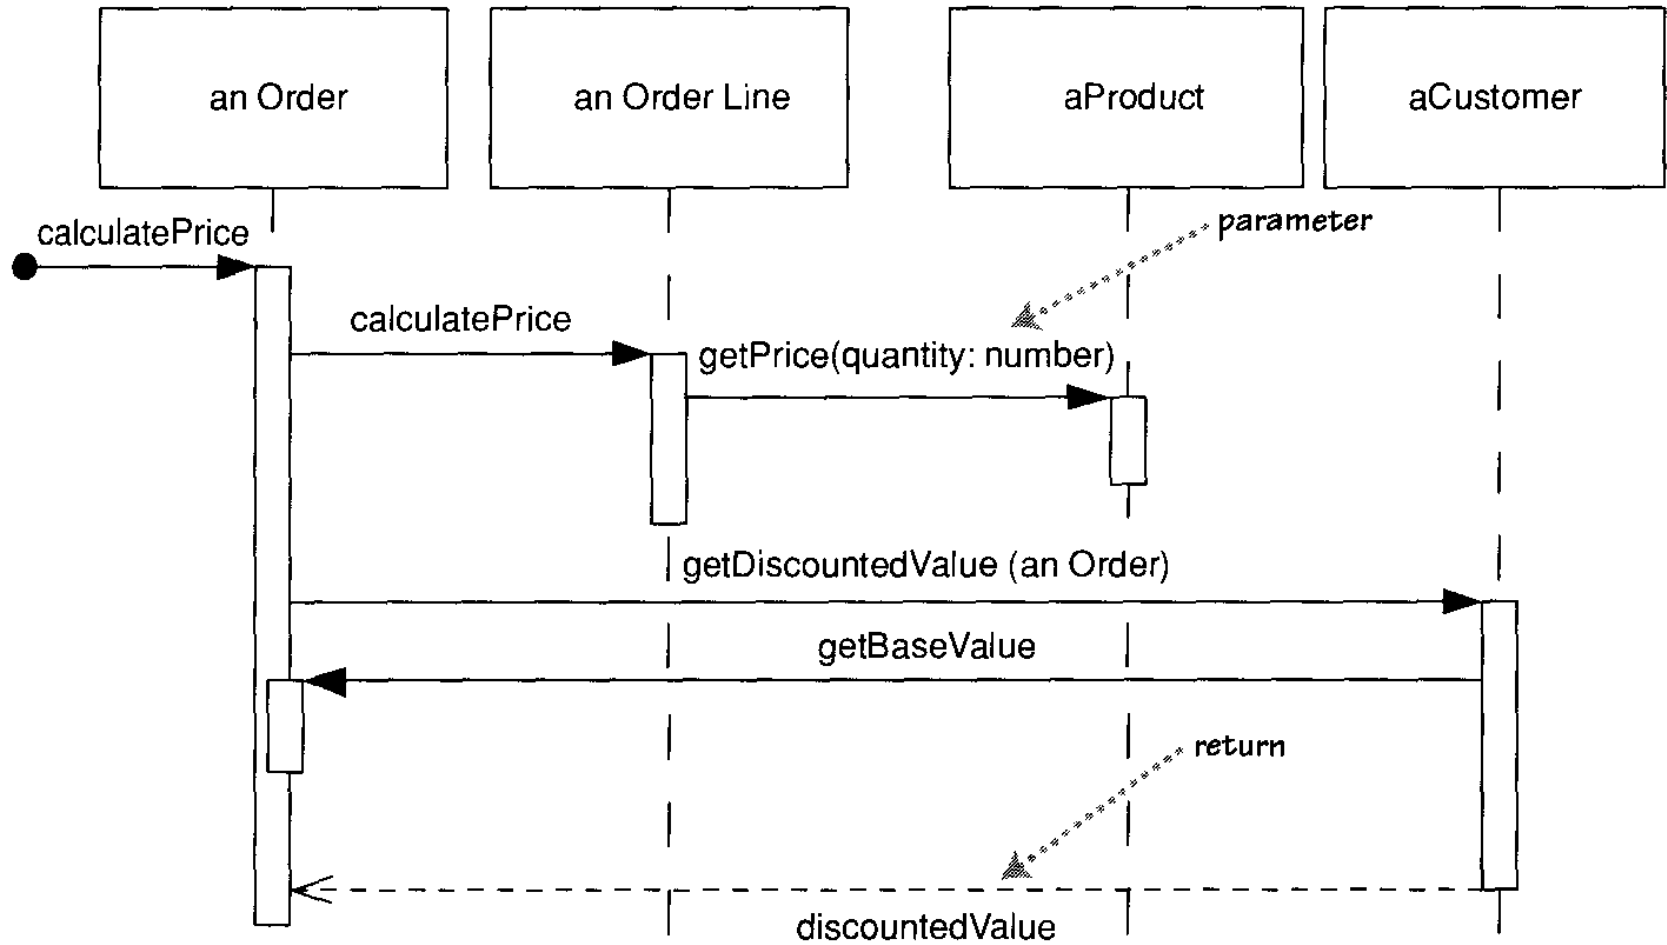 an Order
an Order Line
aProduct
aCustomer
parameter
calculatePrice
calculatePrice
getPrice(quantity: number)
getDiscountedValue (an Order)
getBaseValue
return
discountedValue